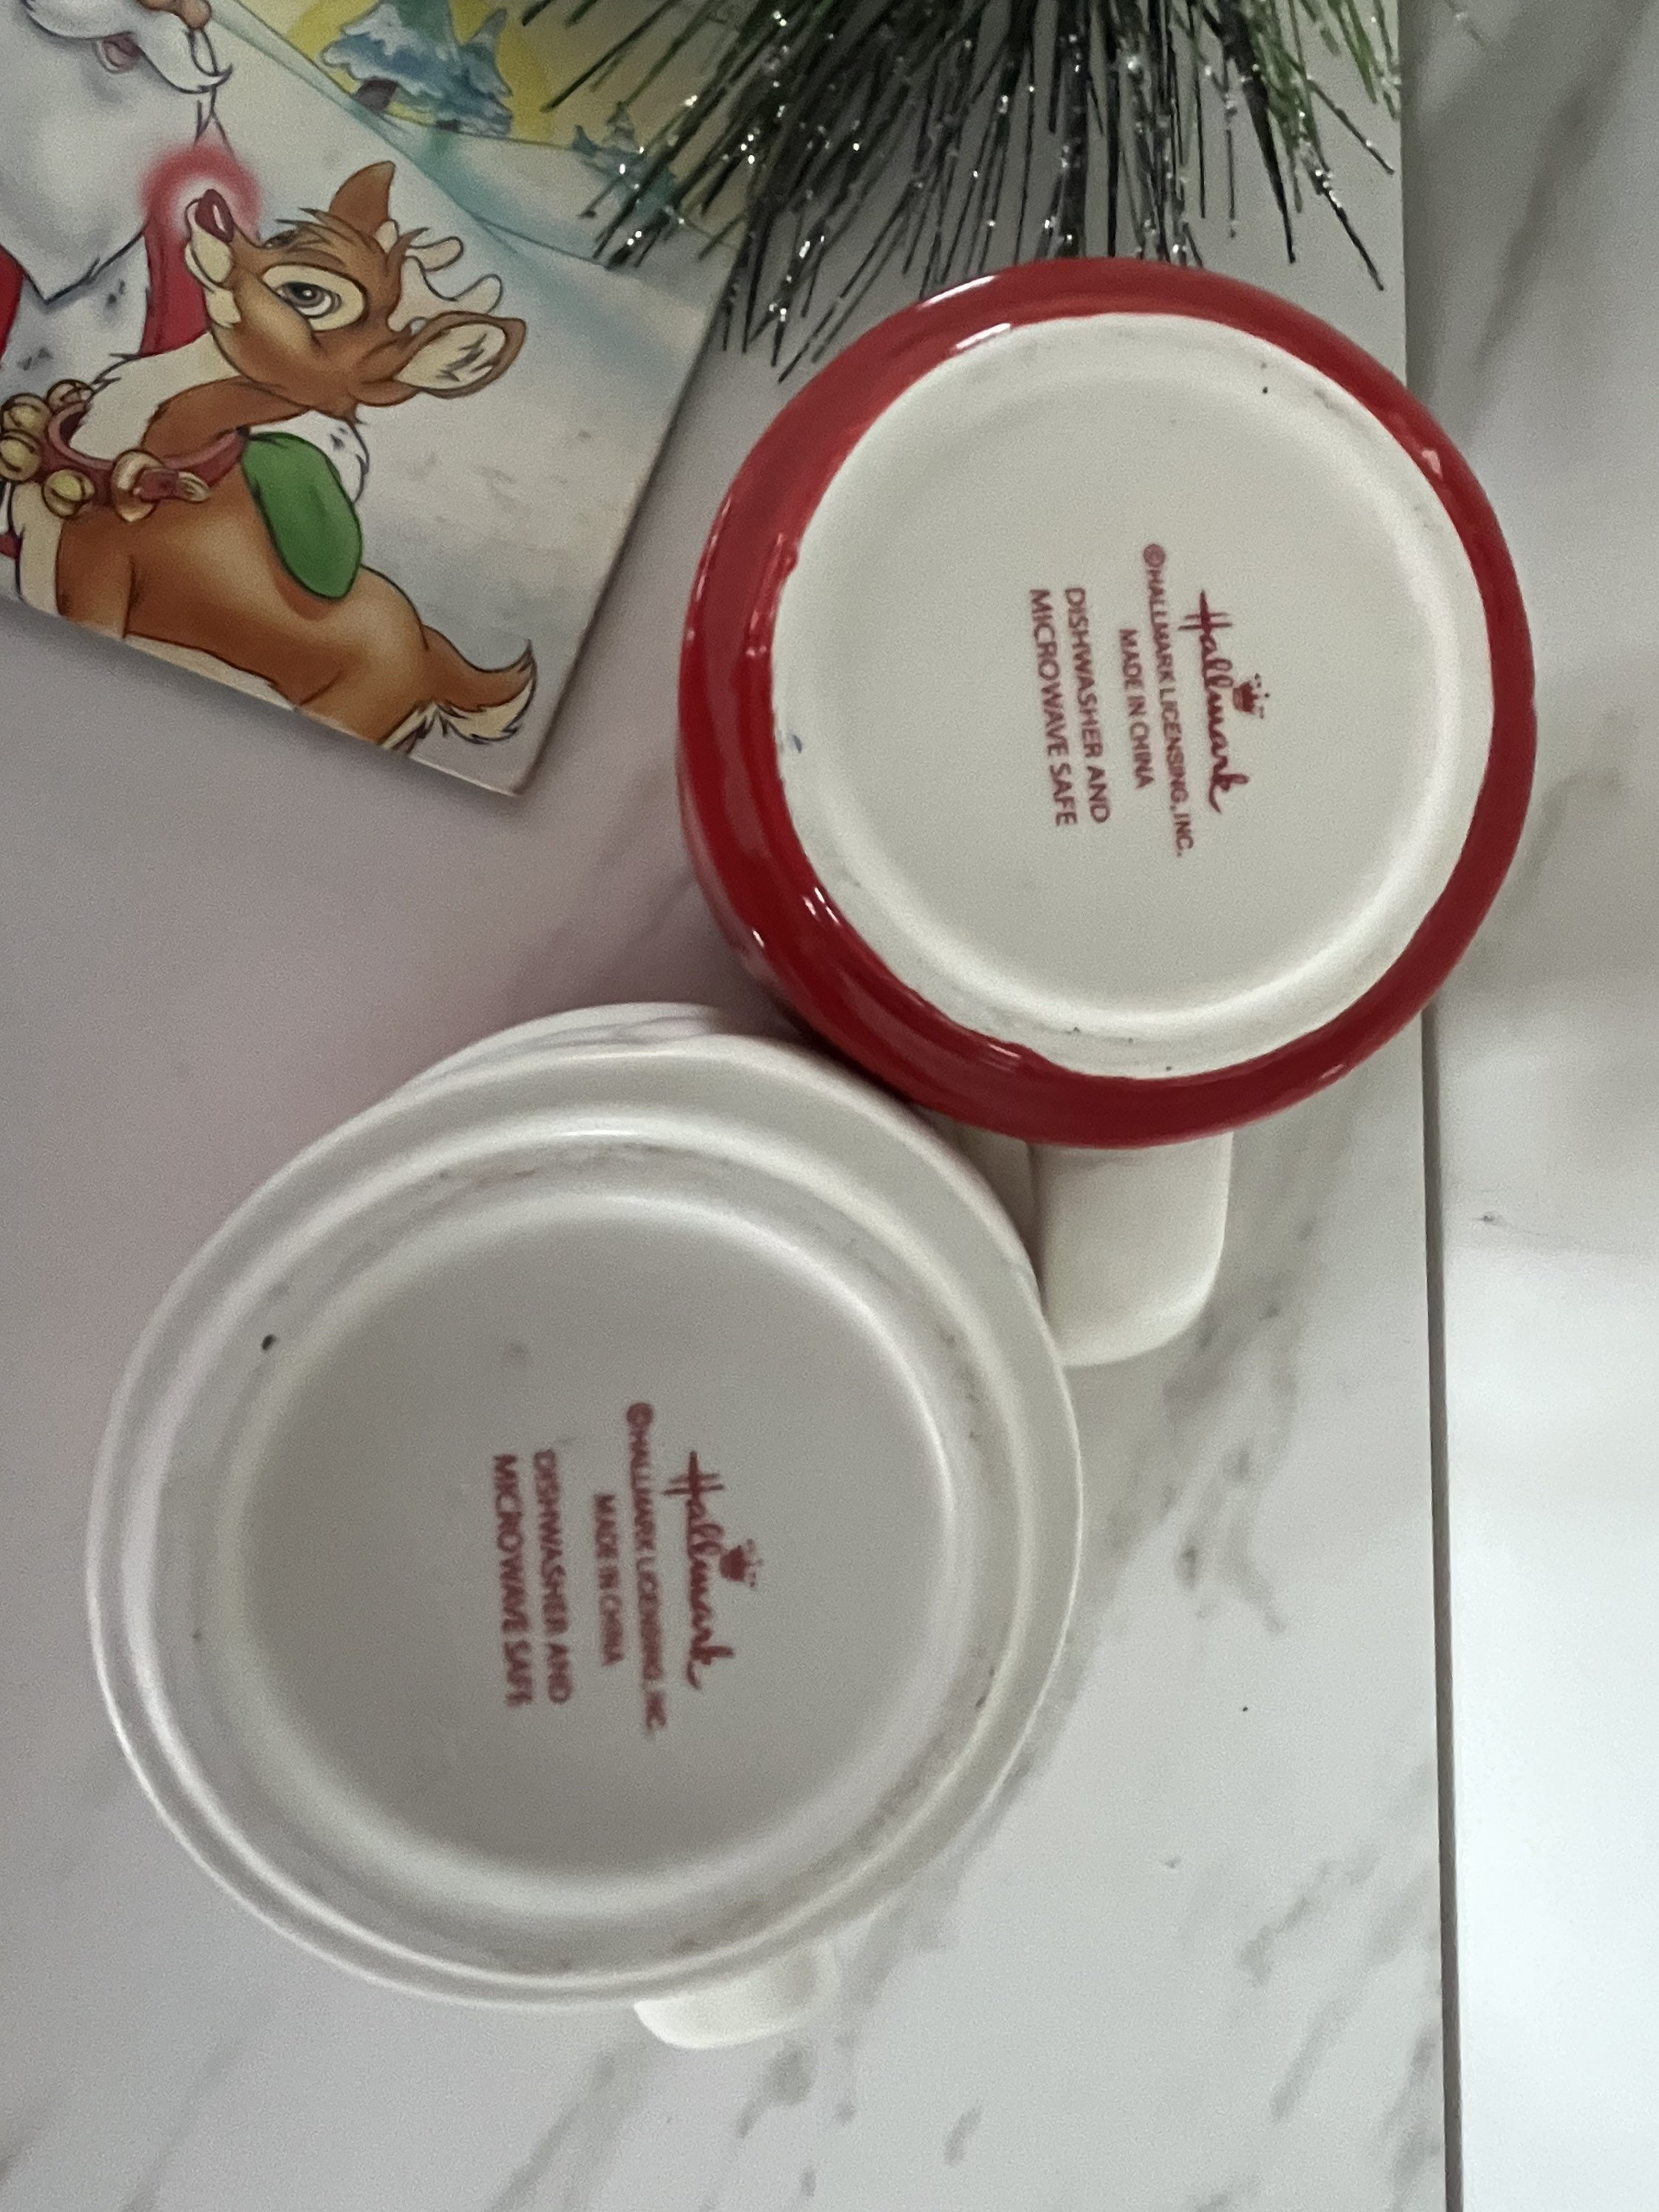 Hallmark
©HALLMARK LICENSING, INC.
MADE IN CHINA
DISHWASHER AND
MICROWAVE SAFE
Hallmark
©HALLMARK LICENSING, INC.
MADE IN CHINA
DISHWASHER AND
MICROWAVE SAFE